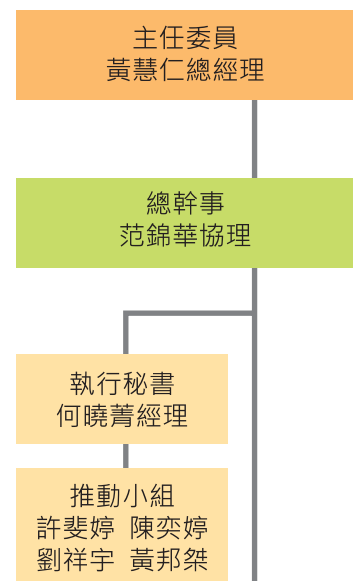 主任委員
黃慧仁總經理
總幹事
范錦華協理
執行秘書
何曉菁經理
推動小組
許斐婷 陳奕婷
劉祥宇 黃邦桀